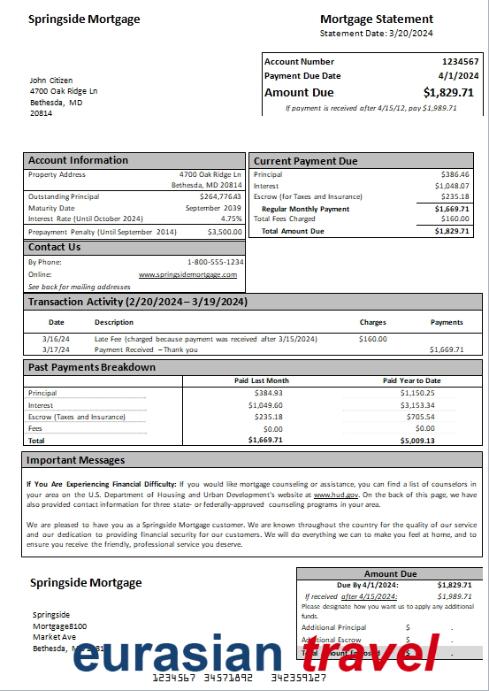 Springside Mortgage
Mortgage Statement
Statement Date: 3/20/2024
Account Number 1234567
Payment Due Date 4/1/2024
Amount Due $1,829.71
If payment is received after 4/15/12, pay $1,989.71
John Citizen
4700 Oak Ridge Ln
Bethesda, MD
20814
Account Information
Property Address 4700 Oak Ridge Ln
Bethesda, MD 20814
Outstanding Principal $264,776.43
Maturity Date September 2039
Interest Rate (Until October 2024) 4.75%
Prepayment Penalty (Until September 2014) $3,500.00
Contact Us
By Phone: 1-800-555-1234
Online: www.springsidemortgage.com
See back for mailing addresses
Current Payment Due
Principal $386.46
Interest $1,048.07
Escrow (for Taxes and Insurance) $235.18
Regular Monthly Payment $1,669.71
Total Fees Charged $160.00
Total Amount Due $1,829.71
Transaction Activity (2/20/2024 – 3/19/2024)
Date Description Charges Payments
3/16/24 Late Fee (charged because payment was received after 3/15/2024) $160.00
3/17/24 Payment Received – Thank you $1,669.71
Past Payments Breakdown
Paid Last Month Paid Year to Date
Principal $384.93 $1,150.25
Interest $1,049.60 $3,153.34
Escrow (Taxes and Insurance) $235.18 $705.54
Fees $0.00 $0.00
Total $1,669.71 $5,009.13
Important Messages
If You Are Experiencing Financial Difficulty: If you would like mortgage counseling or assistance, you can find a list of counselors in
your area on the U.S. Department of Housing and Urban Development's website at www.hud.gov. On the back of this page, we have
also provided contact information for three state- or federally-approved counseling programs in your area.
We are pleased to have you as a Springside Mortgage customer. We are known throughout the country for the quality of our service
and our dedication to providing financial security for our customers. We will do everything we can to make you feel at home, and to
ensure you receive the friendly, professional service you deserve.
Springside Mortgage
Springside
Mortgage8100
Market Ave
Bethesda,
Amount Due
Due By 4/1/2024: $1,829.71
If received after 4/15/2024: $1,989.71
Please designate how you want us to apply any additional
funds.
Additional Principal $ .
Additional Escrow $ .
Total Amount Enclosed $ .
eurasian travel
1234567 34571892 342359127